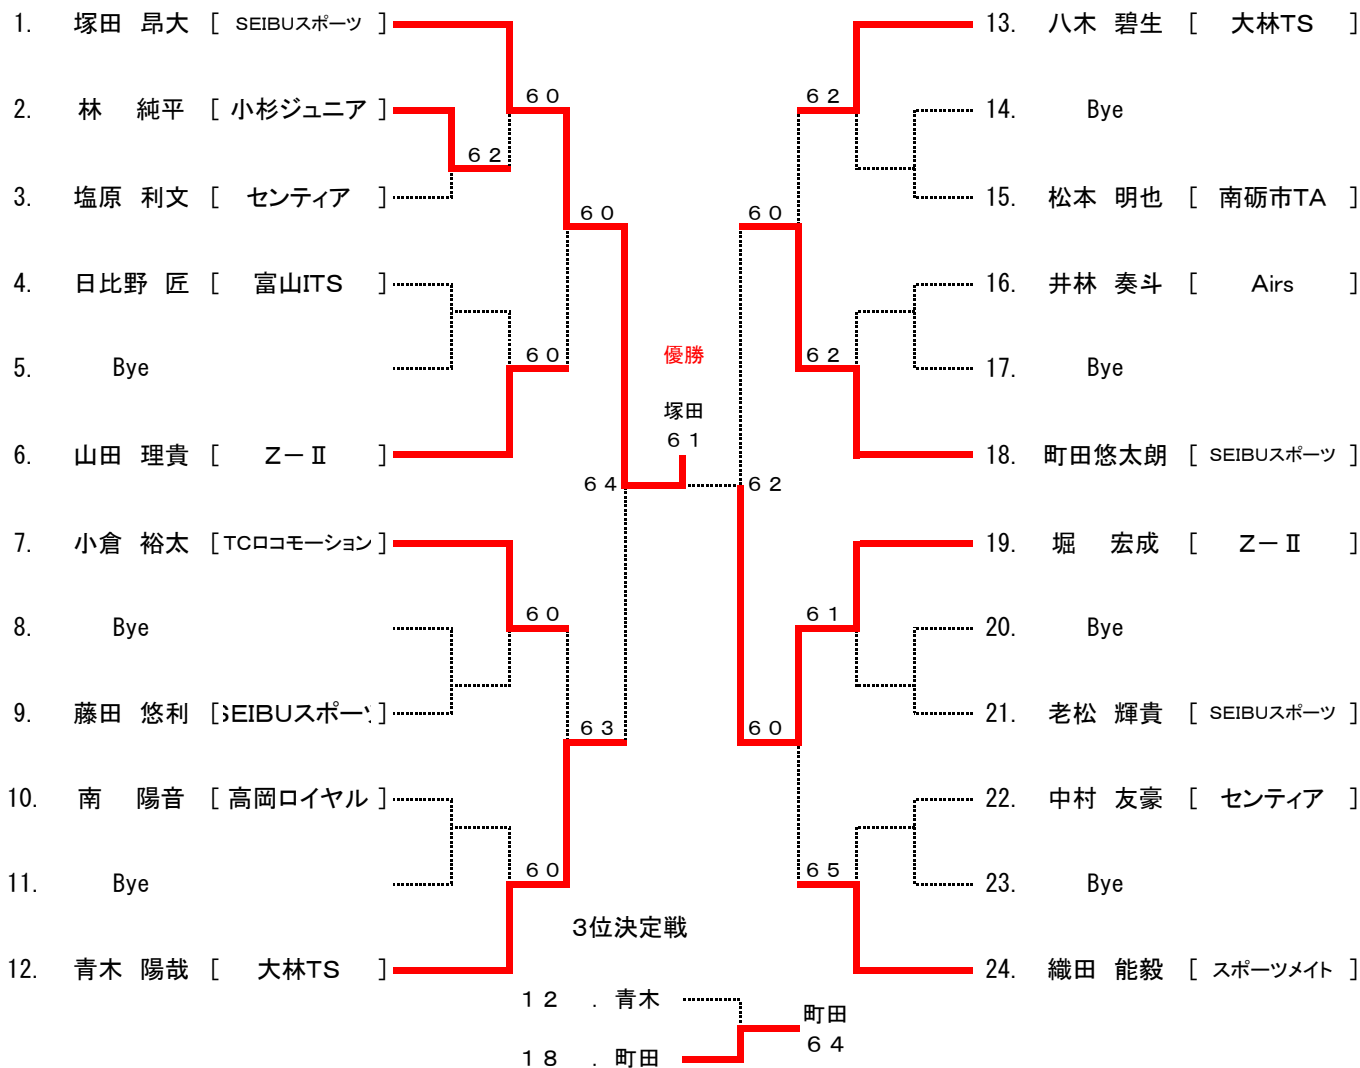 1. 塚田 昂大 [ SEIBUスポーツ ]
2. 林 純平 [ 小杉ジュニア ]
3. 塩原 利文 [ センティア ]
4. 日比野 匠 [ 富山ITS ]
5. Bye
6. 山田 理貴 [ Z－Ⅱ ]
7. 小倉 裕太 [ TCロコモーション ]
8. Bye
9. 藤田 悠利 [ SEIBUスポーツ ]
10. 南 陽音 [ 高岡ロイヤル ]
11. Bye
12. 青木 陽哉 [ 大林TS ]
６０
６２
６０
６０
６４
６０
６３
６０
優勝
塚田
６１
６２
６０
６２
６２
６１
６０
６５
13. 八木 碧生 [ 大林TS ]
14. Bye
15. 松本 明也 [ 南砺市TA ]
16. 井林 奏斗 [ Airs ]
17. Bye
18. 町田悠太朗 [ SEIBUスポーツ ]
19. 堀 宏成 [ Z－Ⅱ ]
20. Bye
21. 老松 輝貴 [ SEIBUスポーツ ]
22. 中村 友豪 [ センティア ]
23. Bye
24. 織田 能毅 [ スポーツメイト ]
３位決定戦
１２ . 青木
１８ . 町田
町田
６４